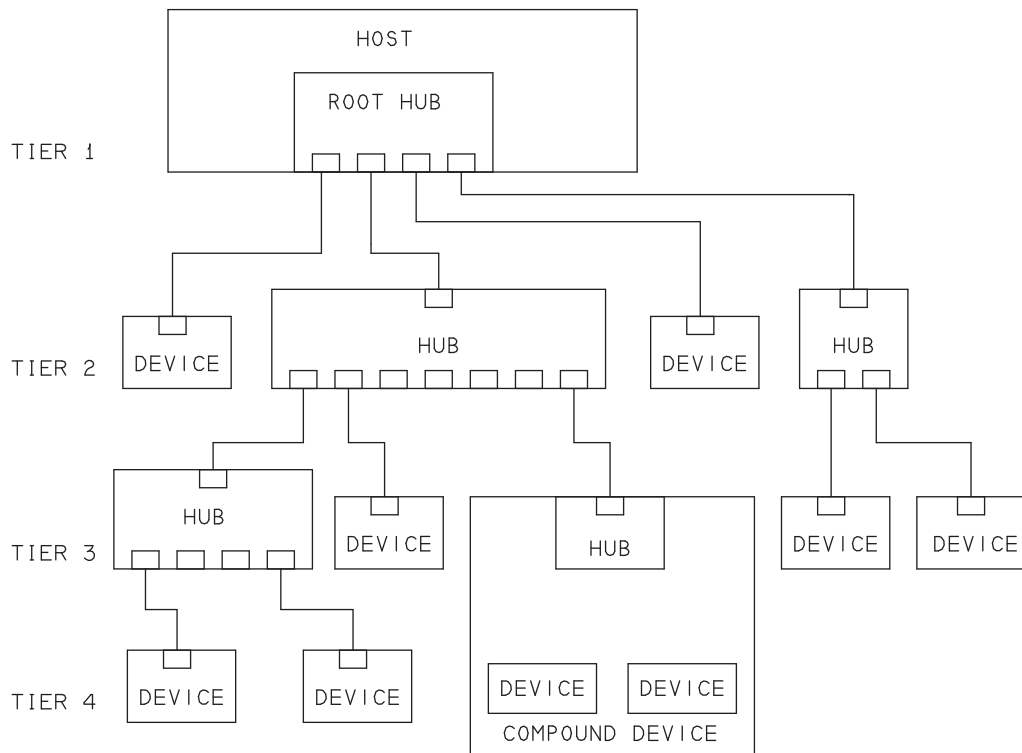 HOST
ROOT HUB
TIER 1
TIER 2
DEVICE
HUB
DEVICE
HUB
TIER 3
HUB
DEVICE
HUB
DEVICE
DEVICE
TIER 4
DEVICE
DEVICE
DEVICE
DEVICE
COMPOUND DEVICE